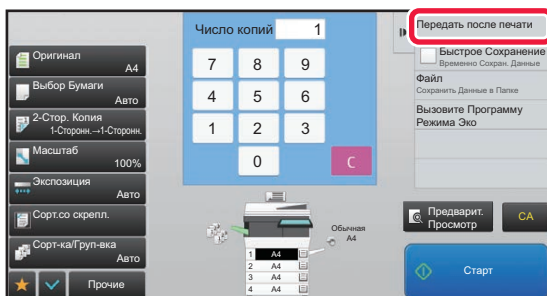 Число копий 1
Передать после печати
Быстрое Сохранение
Временно Сохран. Данные
Файл
Сохранить Данные в Папке
Вызовите Программу
Режима Эко
Оригинал
A4
Выбор Бумаги
Авто
2-Стор. Копия
1-Сторонн.→1-Сторонн.
Масштаб
100%
Экспозиция
Авто
Сорт.со скрепл.
Сорт-ка/Груп-вка
Авто
Прочие
7 8 9
4 5 6
1 2 3
0 C
Обычная
A4
1 A4
2 A4
3 A4
4 A4
Предварит.
Просмотр
CA
Старт